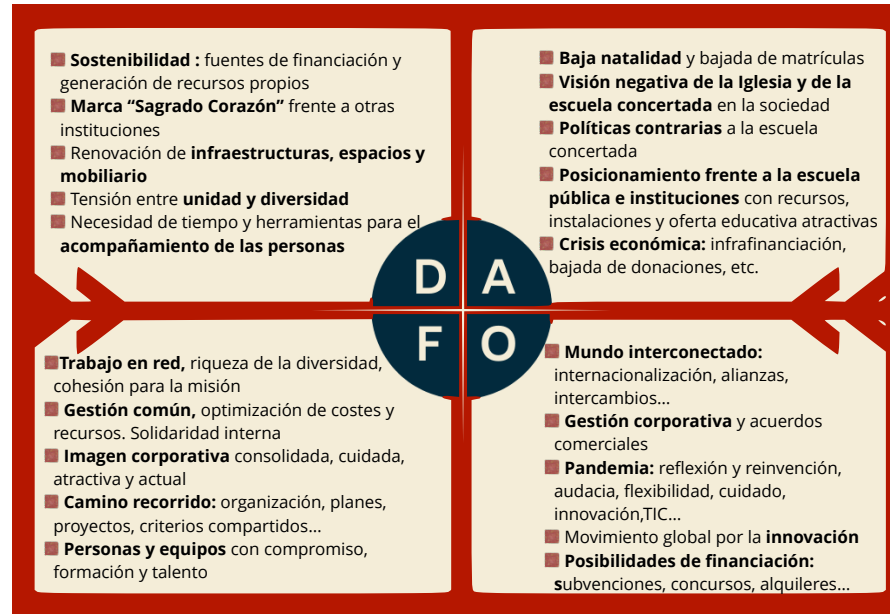 Sostenibilidad : fuentes de financiación y
generación de recursos propios
Marca “Sagrado Corazón” frente a otras
instituciones
Renovación de infraestructuras, espacios y
mobiliario
Tensión entre unidad y diversidad
Necesidad de tiempo y herramientas para el
acompañamiento de las personas
Baja natalidad y bajada de matrículas
Visión negativa de la Iglesia y de la
escuela concertada en la sociedad
Políticas contrarias a la escuela
concertada
Posicionamiento frente a la escuela
pública e instituciones con recursos,
instalaciones y oferta educativa atractivas
Crisis económica: infrafinanciación,
bajada de donaciones, etc.
D A
F O
Trabajo en red, riqueza de la diversidad,
cohesión para la misión
Gestión común, optimización de costes y
recursos. Solidaridad interna
Imagen corporativa consolidada, cuidada,
atractiva y actual
Camino recorrido: organización, planes,
proyectos, criterios compartidos...
Personas y equipos con compromiso,
formación y talento
Mundo interconectado:
internacionalización, alianzas,
intercambios...
Gestión corporativa y acuerdos
comerciales
Pandemia: reflexión y reinvención,
audacia, flexibilidad, cuidado,
innovación,TIC...
Movimiento global por la innovación
Posibilidades de financiación:
subvenciones, concursos, alquileres...